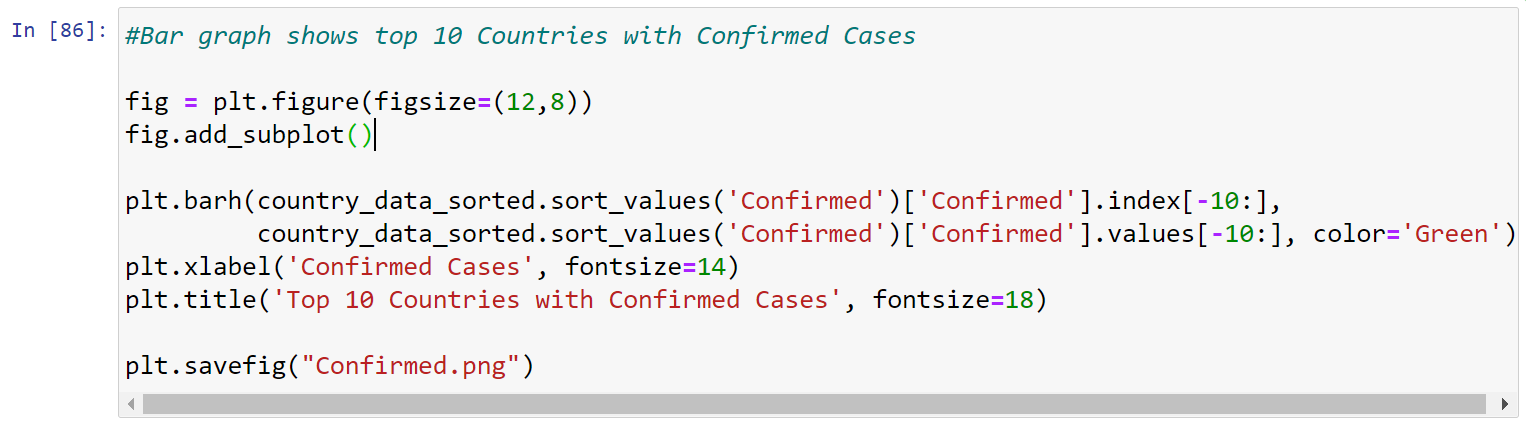 In [86]:
#Bar graph shows top 10 Countries with Confirmed Cases
fig = plt.figure(figsize=(12,8))
fig.add_subplot()
plt.barh(country_data_sorted.sort_values('Confirmed')['Confirmed'].index[-10:],
country_data_sorted.sort_values('Confirmed')['Confirmed'].values[-10:], color='Green')
plt.xlabel('Confirmed Cases', fontsize=14)
plt.title('Top 10 Countries with Confirmed Cases', fontsize=18)
plt.savefig("Confirmed.png")